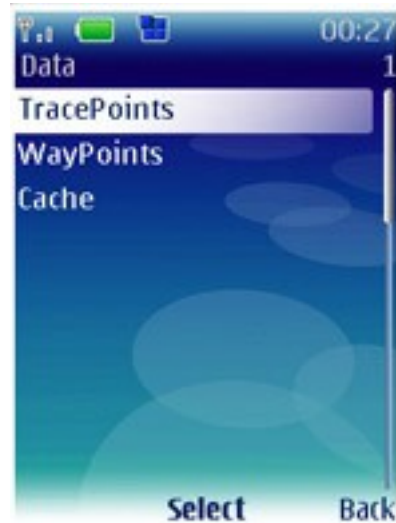 00:27
Data 1
TracePoints
WayPoints
Cache
Select Back